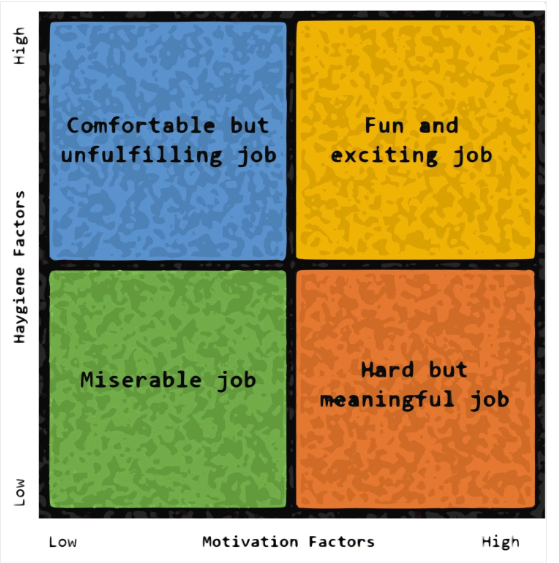 High
Comfortable but
unfulfilling job
Fun and
exciting job
Haygiene Factors
Miserable job
Hard but
meaningful job
Low
Low
Motivation Factors
High